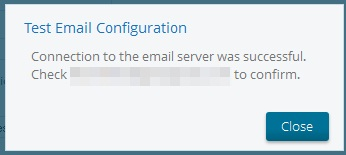 Test Email Configuration
Connection to the email server was successful.
Check to confirm.
Close